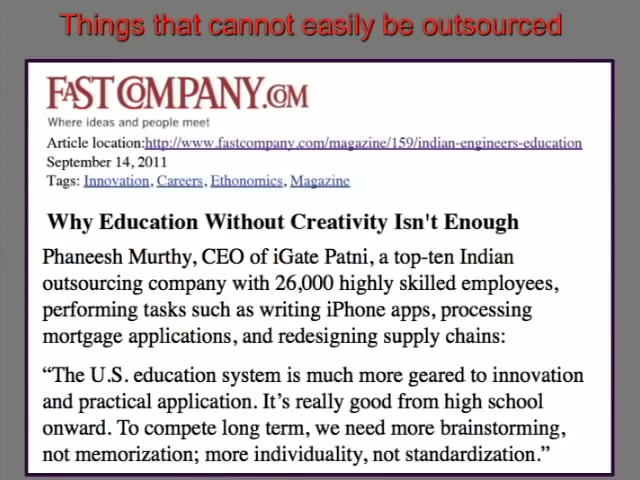 Things that cannot easily be outsourced
FAST COMPANY.COM
Where ideas and people meet
Article location:http://www.fastcompany.com/magazine/159/indian-engineers-education
September 14, 2011
Tags: Innovation, Careers, Ethonomics, Magazine
Why Education Without Creativity Isn't Enough
Phaneesh Murthy, CEO of iGate Patni, a top-ten Indian
outsourcing company with 26,000 highly skilled employees,
performing tasks such as writing iPhone apps, processing
mortgage applications, and redesigning supply chains:
“The U.S. education system is much more geared to innovation
and practical application. It’s really good from high school
onward. To compete long term, we need more brainstorming,
not memorization; more individuality, not standardization.”